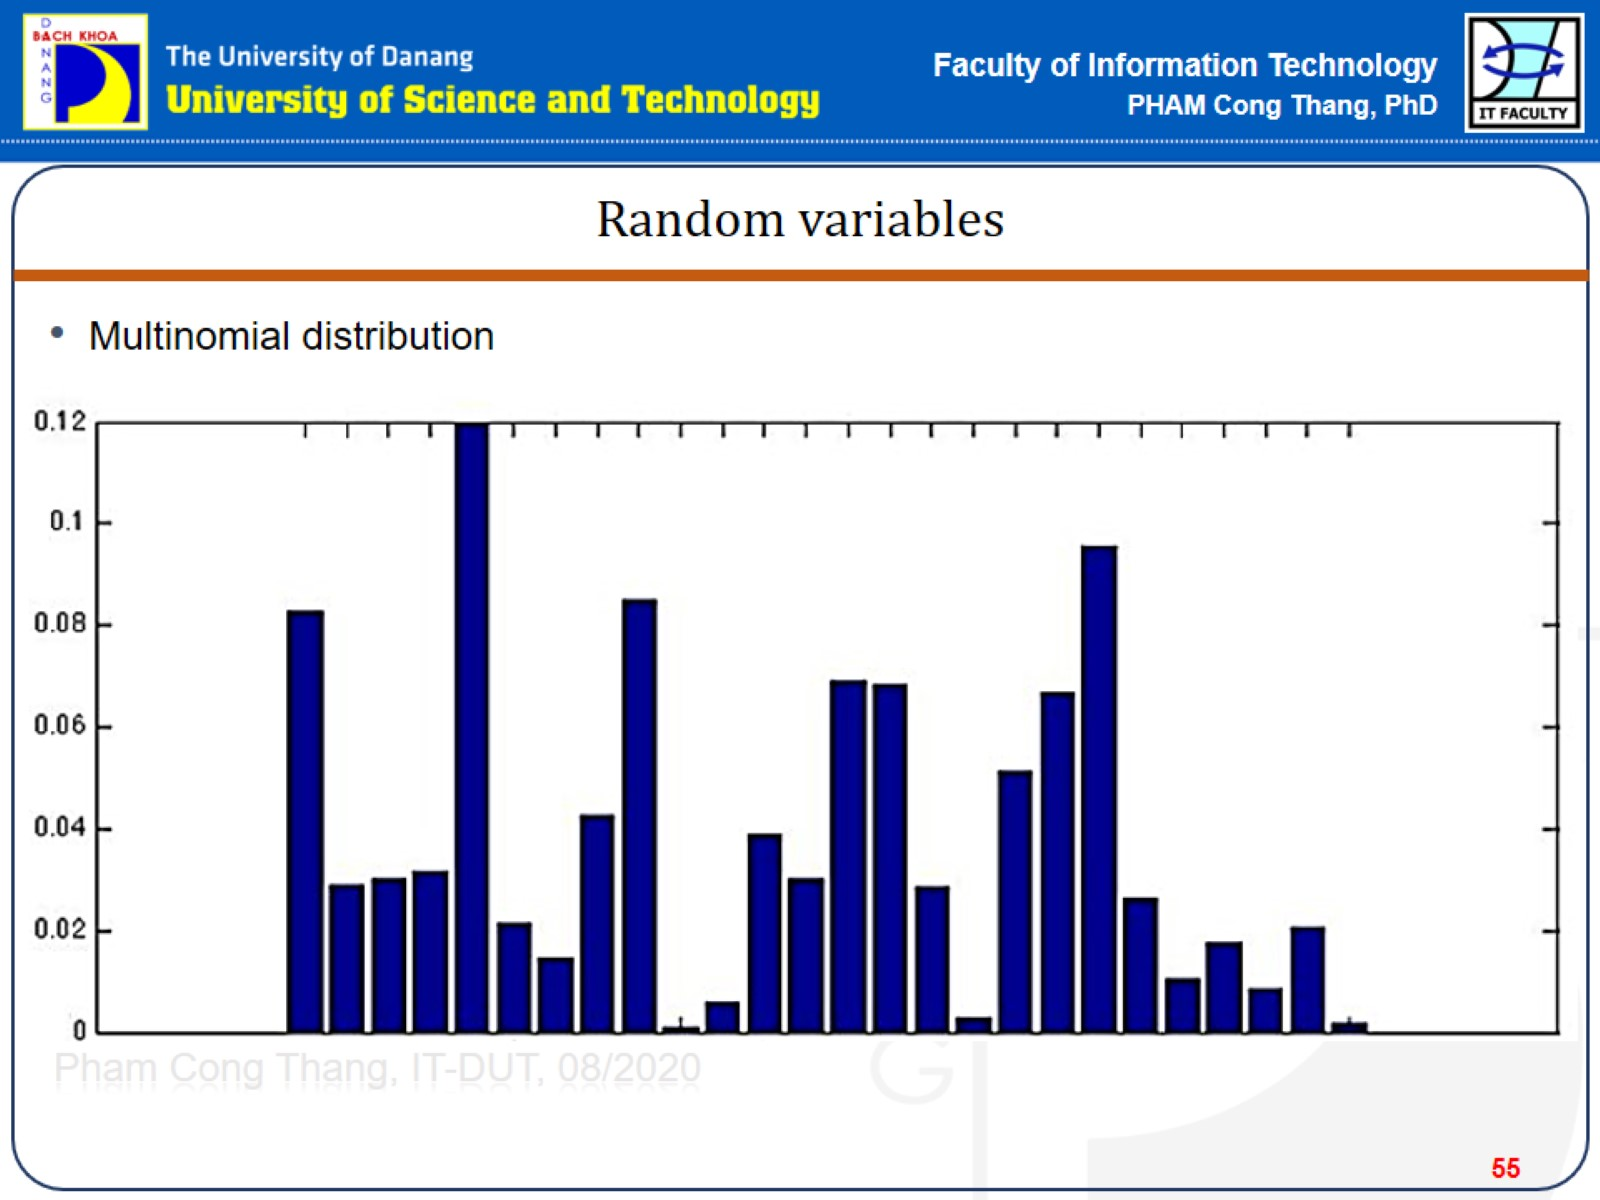 DANANG
BÁCH KHOA
The University of Danang
University of Science and Technology
Faculty of Information Technology
PHAM Cong Thang, PhD
IT FACULTY
Random variables
• Multinomial distribution
0.12
0.1
0.08
0.06
0.04
0.02
0
Pham Cong Thang, IT-DUT, 08/2020
G
55